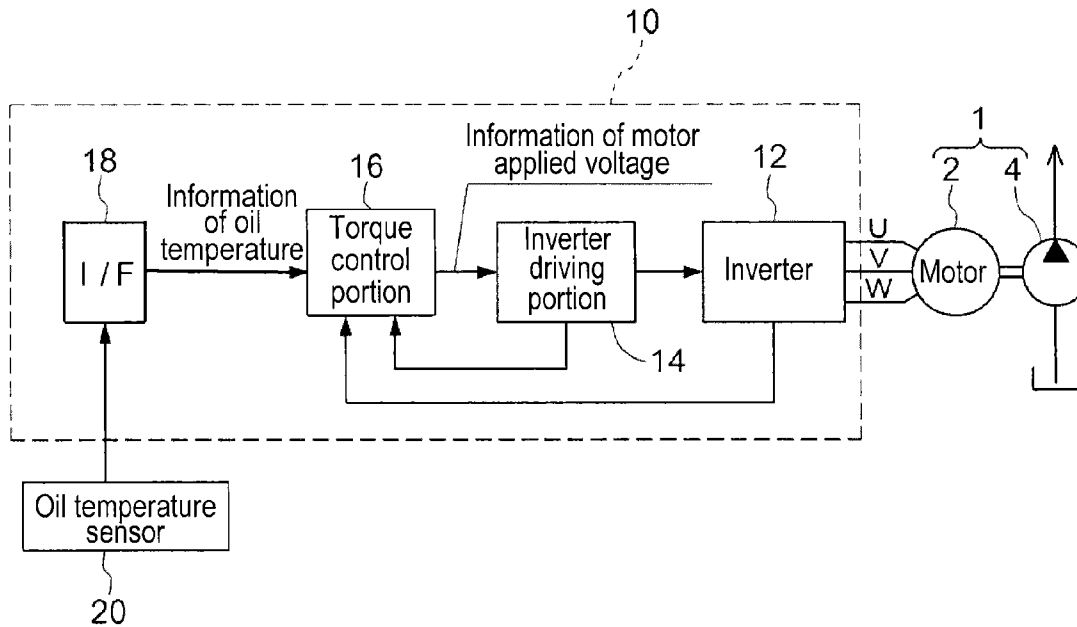 10
Information of motor
applied voltage
1
18
16
12
2
4
Information
of oil
temperature
I / F
Torque
control
portion
Inverter
driving
portion
Inverter
U
V
W
Motor
14
Oil temperature
sensor
20